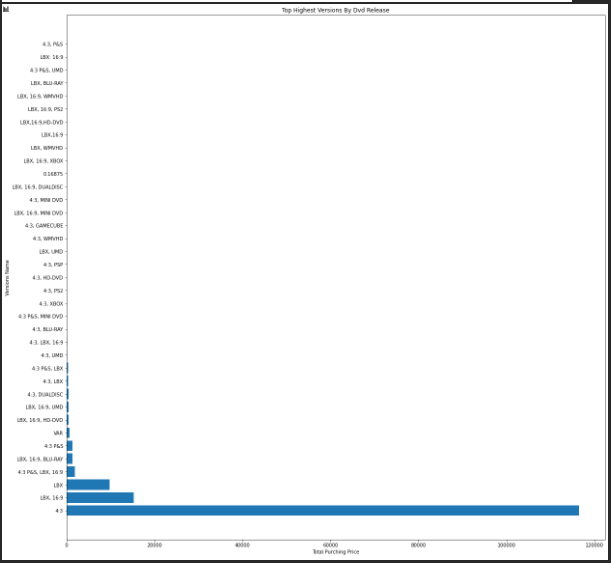 Top Highest Versions By Dvd Release
4:3, P&S
LBX: 16:9
4:3 P&S, UMD
LBX, BLU-RAY
LBX, 16:9, WMVHD
LBX, 16:9, PS2
LBX,16:9,HD-DVD
LBX,16:9
LBX, WMVHD
LBX, 16:9, XBOX
0.16875
LBX, 16:9, DUALDISC
4:3, MINI DVD
LBX, 16:9, MINI DVD
4:3, GAMECUBE
4:3, WMVHD
LBX, UMD
4:3, PSP
4:3, HD-DVD
4:3, PS2
4:3, XBOX
4:3 P&S, MINI DVD
4:3, BLU-RAY
4:3, LBX, 16:9
4:3, UMD
4:3 P&S, LBX
4:3, LBX
4:3, DUALDISC
LBX, 16:9, UMD
LBX, 16:9, HD-DVD
VAR
4:3 P&S
LBX, 16:9, BLU-RAY
4:3 P&S, LBX, 16:9
LBX
LBX, 16:9
4:3
Versions Name
0 20000 40000 60000 80000 100000 120000
Total Purching Price